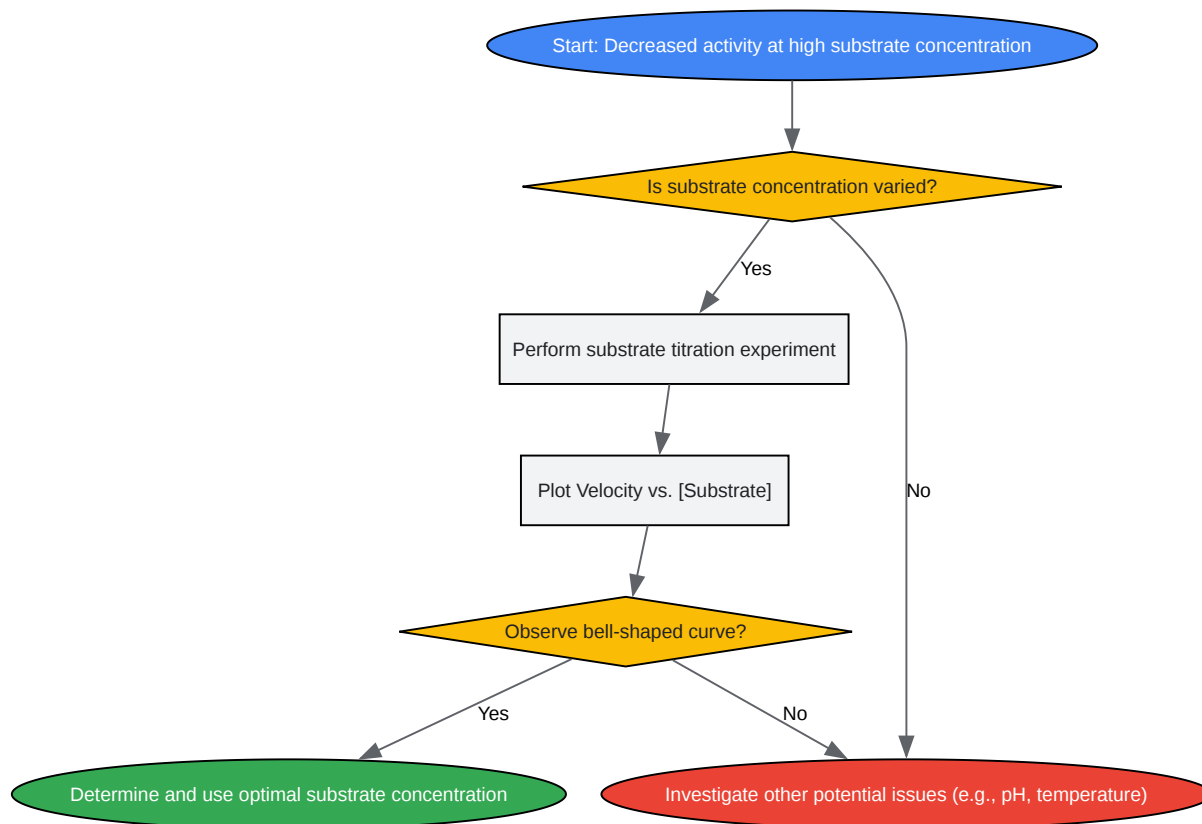 Start: Decreased activity at high substrate concentration
Is substrate concentration varied?
Yes
Perform substrate titration experiment
Plot Velocity vs. [Substrate]
No
Observe bell-shaped curve?
Yes
No
Determine and use optimal substrate concentration
Investigate other potential issues (e.g., pH, temperature)